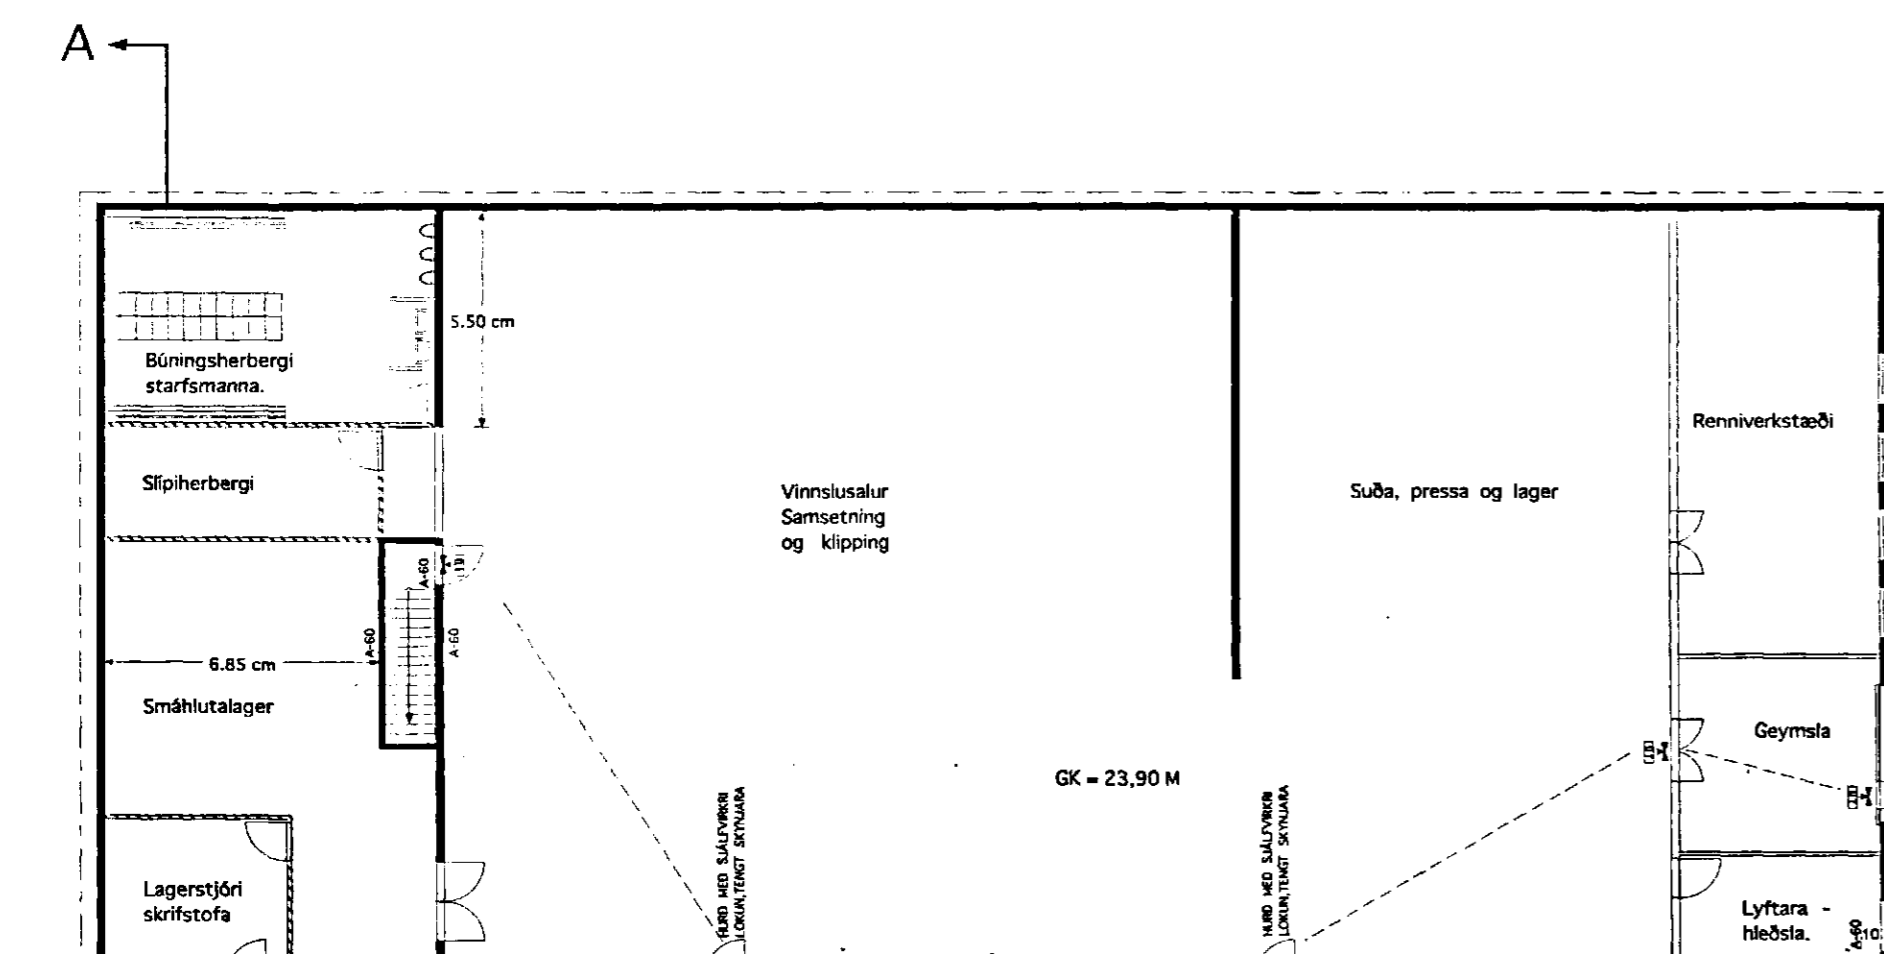 A
5.50 cm
Búningsherbergi
starfsmanna.
Renniverkstæði
Slípiherbergi
Vinnslusalur
Samsetning
og klipping
Suða, pressa og lager
A-60
A-60
A-60
6.85 cm
Smáhlutalager
Geymsla
GK = 23,90 M
HURÐ MED SJÁLFVIRKRI
LOKUN,TENGT SKYNJARA
HURÐ MED SJÁLFVIRKRI
LOKUN,TENGT SKYNJARA
Lagerstjóri
skrifstofa
Lyftara -
hleðsla.
A-60